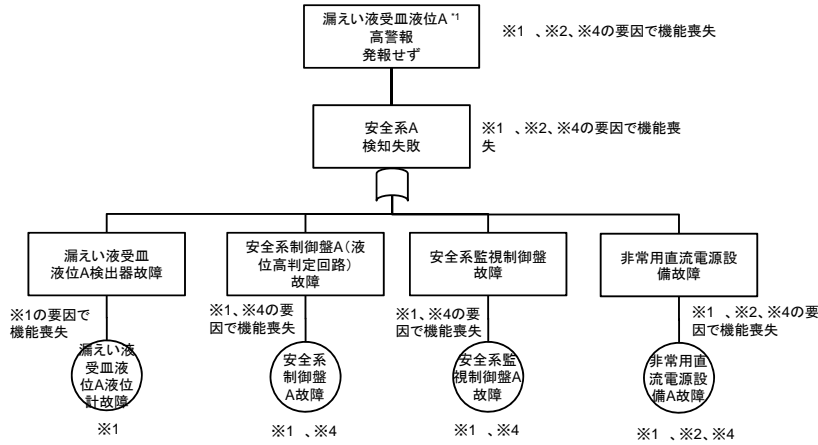 漏えい液受皿液位A *1
高警報
発報せず
※1 、※2、※4の要因で機能喪失
安全系A
検知失敗
※1 、※2、※4の要因で機能喪
失
漏えい液受皿
液位A検出器故障
安全系制御盤A(液
位高判定回路)
故障
安全系監視制御盤
故障
非常用直流電源設
備故障
※1の要因で
機能喪失
※1、※4の要
因で機能喪失
※1、※4の要
因で機能喪失
※1 、※2、※4の要
因で機能喪失
漏えい液
受皿液
位A液位
計故障
安全系
制御盤
A故障
安全系監
視制御盤A
故障
非常用直
流電源設
備A故障
※1
※1 、※4
※1 、※4
※1 、※2、※4